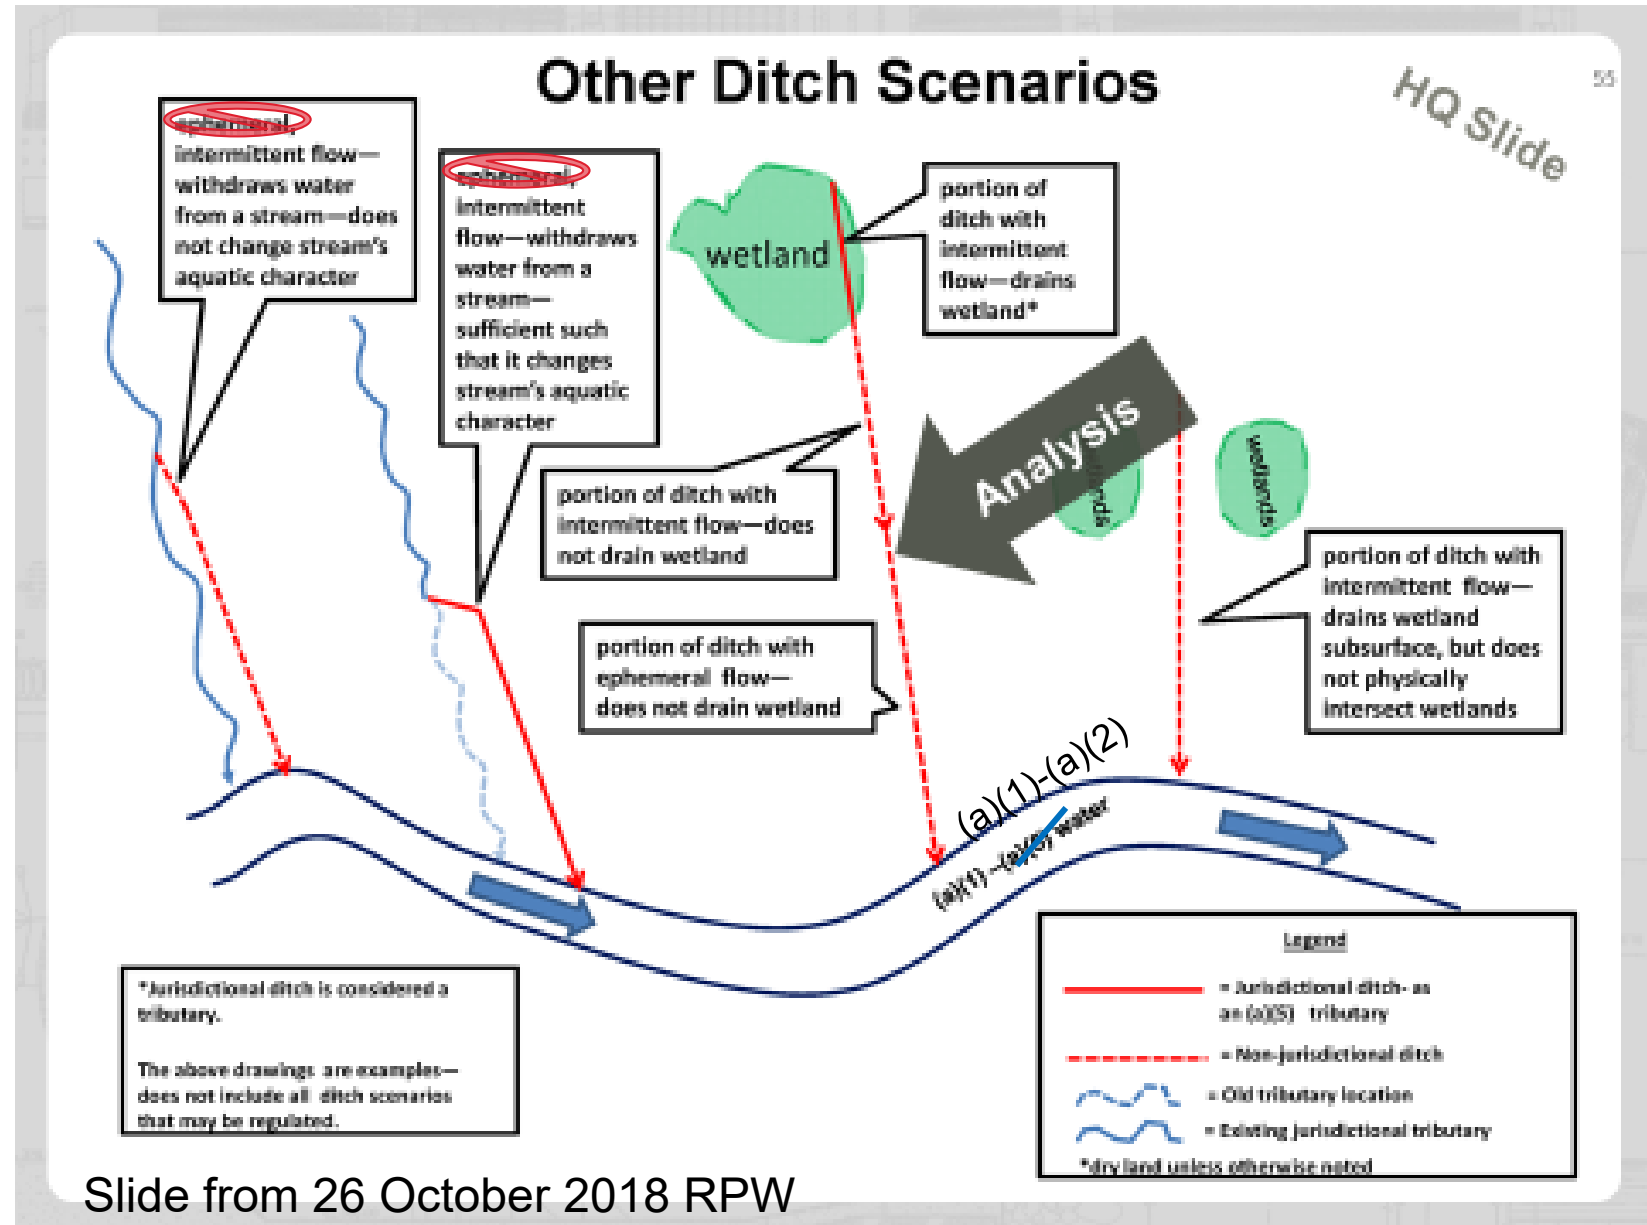 Other Ditch Scenarios
HQ Slide
55
ephemeral,
intermittent flow—
withdraws water
from a stream—does
not change stream's
aquatic character
ephemeral,
intermittent
flow—withdraws
water from a
stream—
sufficient such
that it changes
stream's aquatic
character
wetland
portion of
ditch with
intermittent
flow—drains
wetland*
Analysis
wetlands
wetlands
portion of ditch with
intermittent flow—does
not drain wetland
portion of ditch with
ephemeral flow—
does not drain wetland
portion of ditch with
intermittent flow—
drains wetland
subsurface, but does
not physically
intersect wetlands
(a)(1)-(a)(2)
(a)(1) –(a)( ) water
*Jurisdictional ditch is considered a
tributary.
The above drawings are examples—
does not include all ditch scenarios
that may be regulated.
Legend
= Jurisdictional ditch- as
an (a)(5) tributary
= Non-jurisdictional ditch
= Old tributary location
= Existing jurisdictional tributary
*dry land unless otherwise noted
Slide from 26 October 2018 RPW